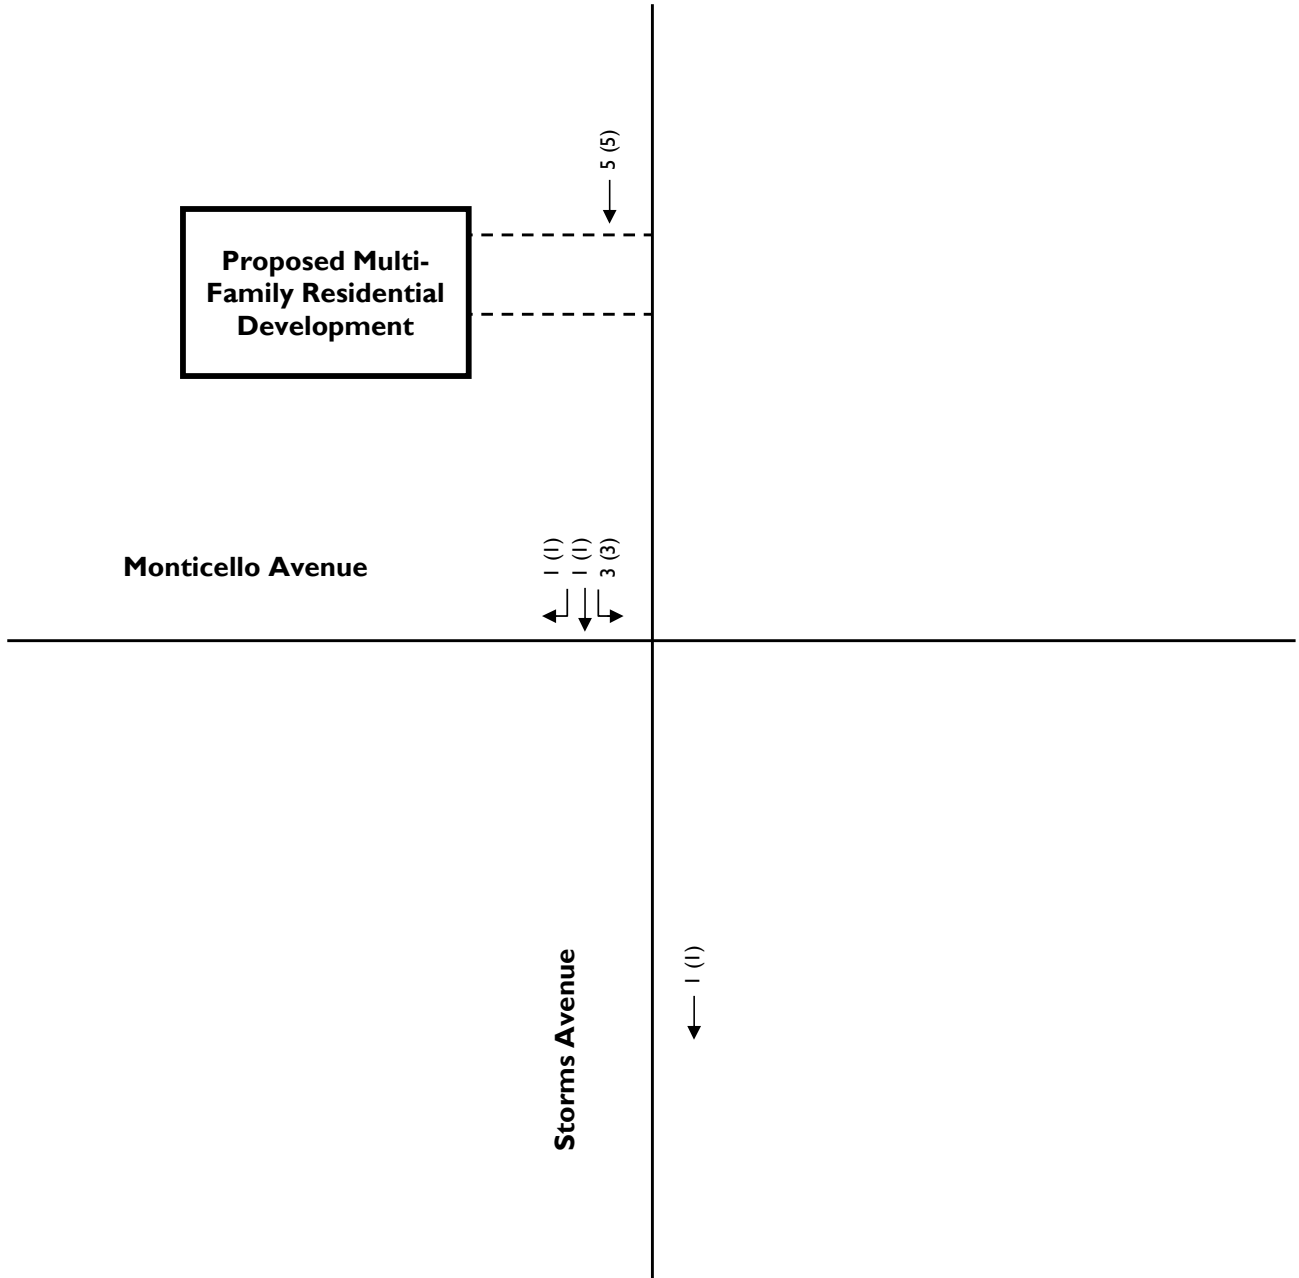 5 (5)
Proposed Multi-
Family Residential
Development
Monticello Avenue
1 (1)
1 (1)
3 (3)
Storms Avenue
1 (1)